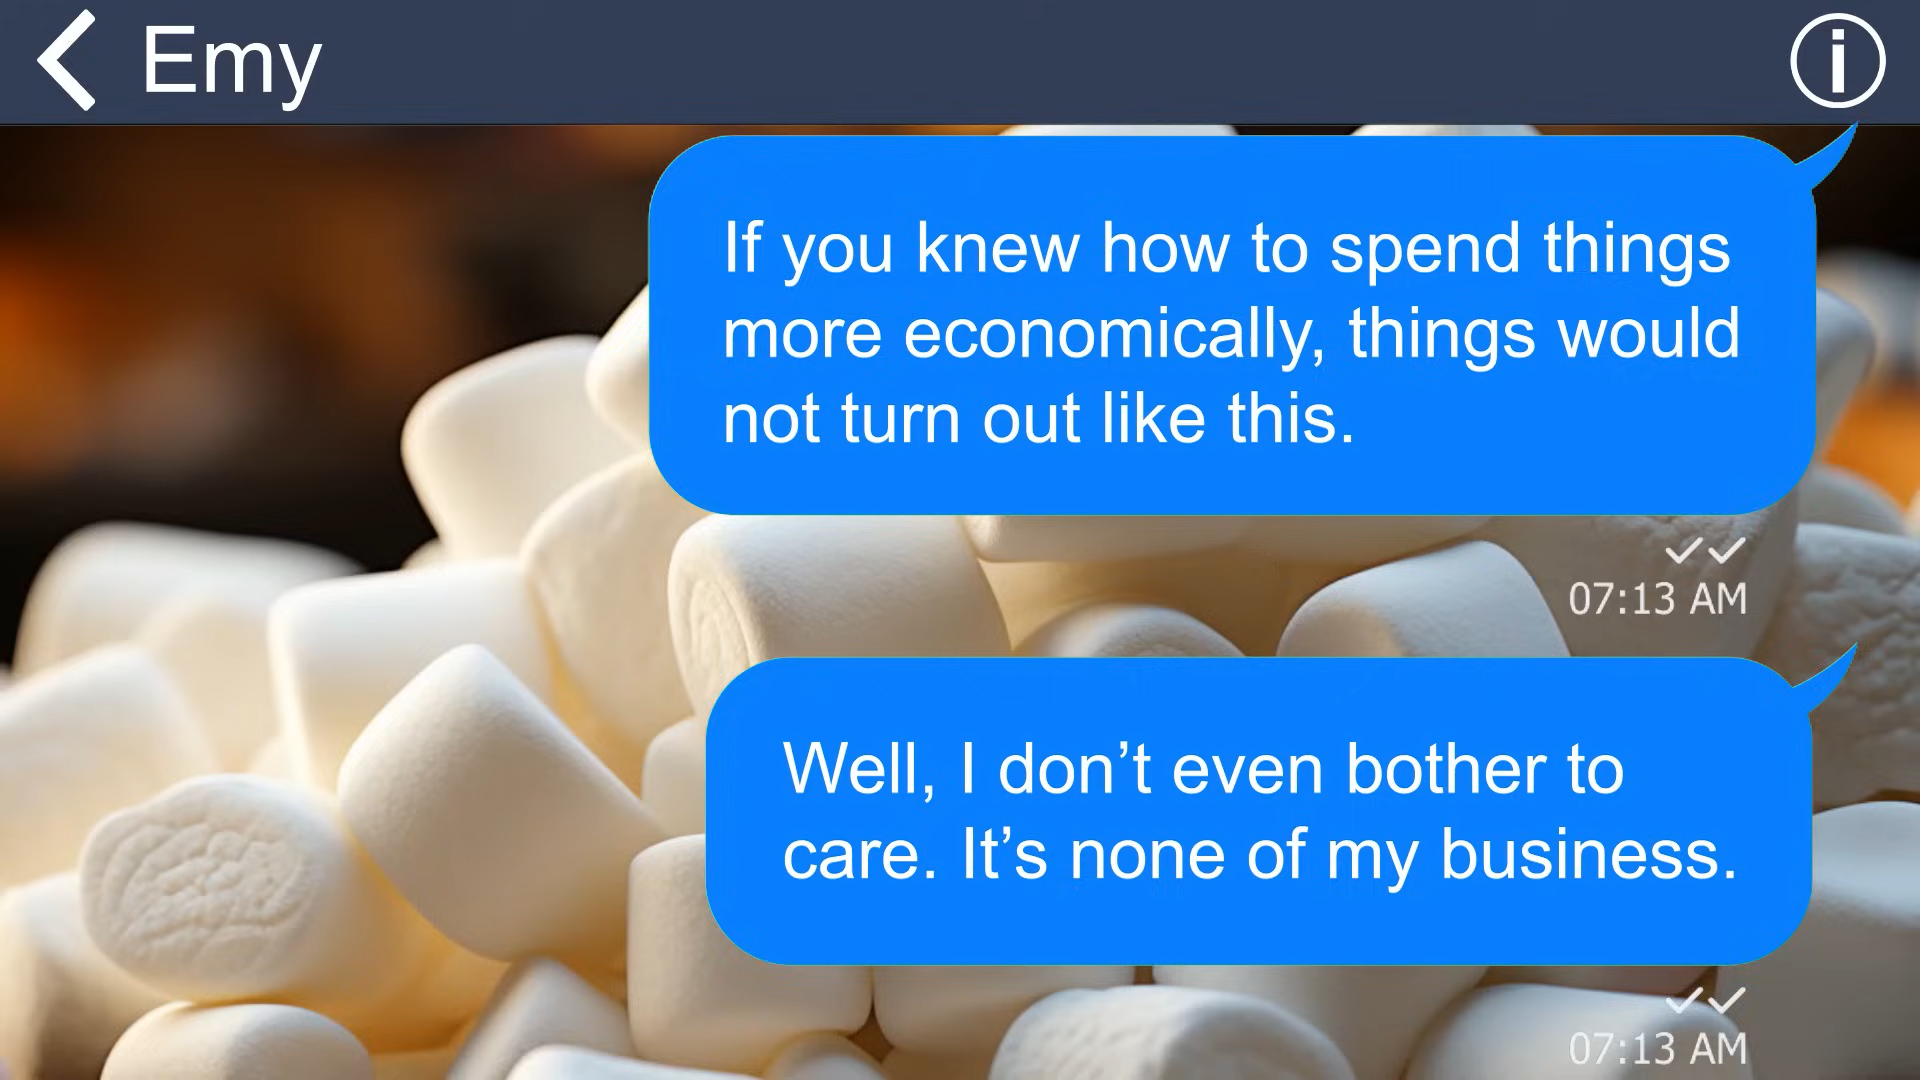 Emy
If you knew how to spend things
more economically, things would
not turn out like this.
07:13 AM
Well, I don’t even bother to
care. It’s none of my business.
07:13 AM